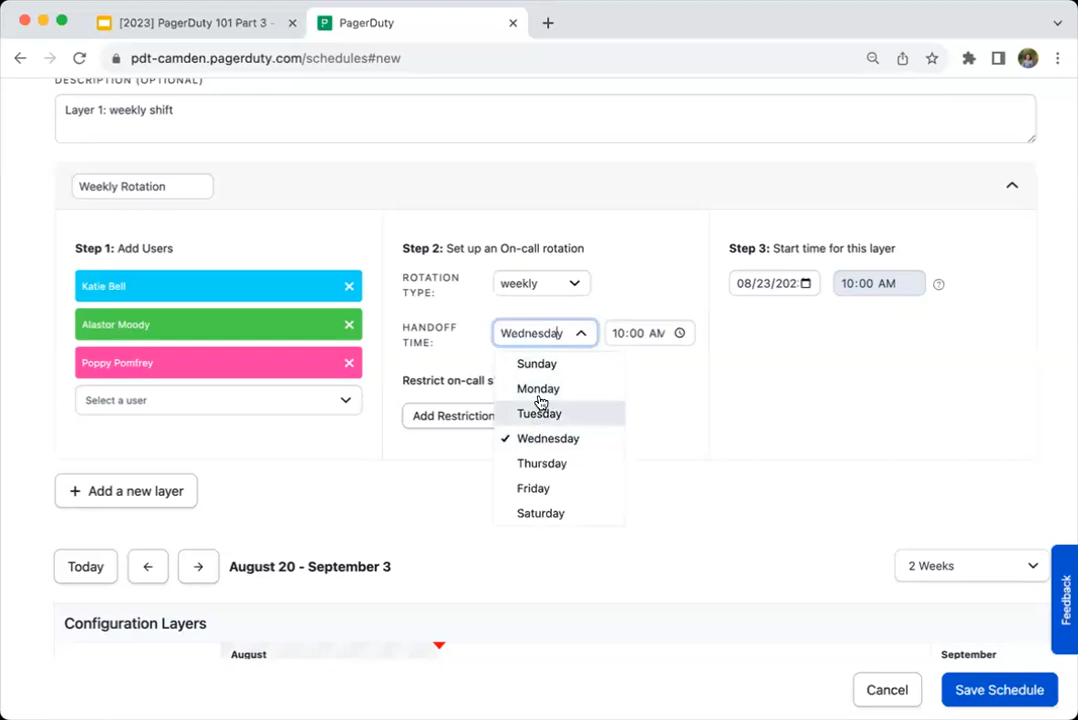 [2023] PagerDuty 101 Part 3 -
PagerDuty
pdt-camden.pagerduty.com/schedules#new
DESCRIPTION (OPTIONAL)
Layer 1: weekly shift
Weekly Rotation
Step 1: Add Users
Katie Bell
Alastor Moody
Poppy Pomfrey
Select a user
Step 2: Set up an On-call rotation
ROTATION TYPE:
weekly
HANDOFF TIME:
Wednesday
10:00 AM
Sunday
Monday
Tuesday
Wednesday
Thursday
Friday
Saturday
Restrict on-call s
Add Restriction
Step 3: Start time for this layer
08/23/202
10:00 AM
+ Add a new layer
Today
August 20 - September 3
2 Weeks
Feedback
Configuration Layers
August
September
Cancel
Save Schedule